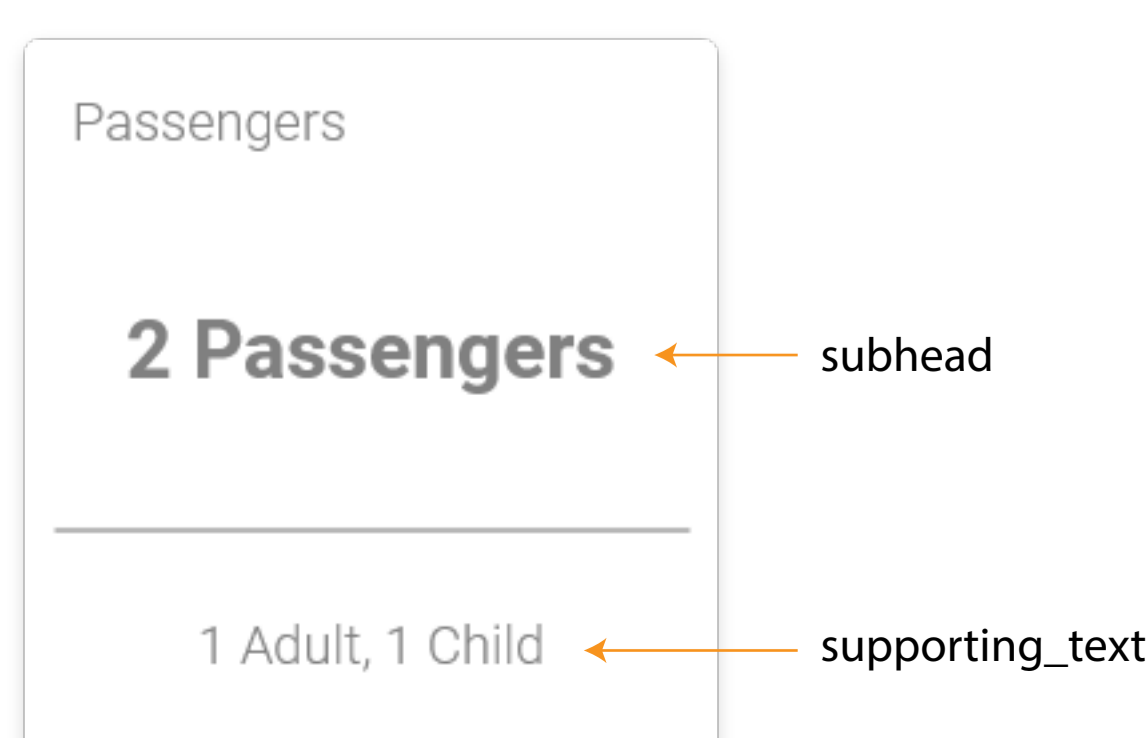 Passengers
2 Passengers
subhead
1 Adult, 1 Child
supporting_text